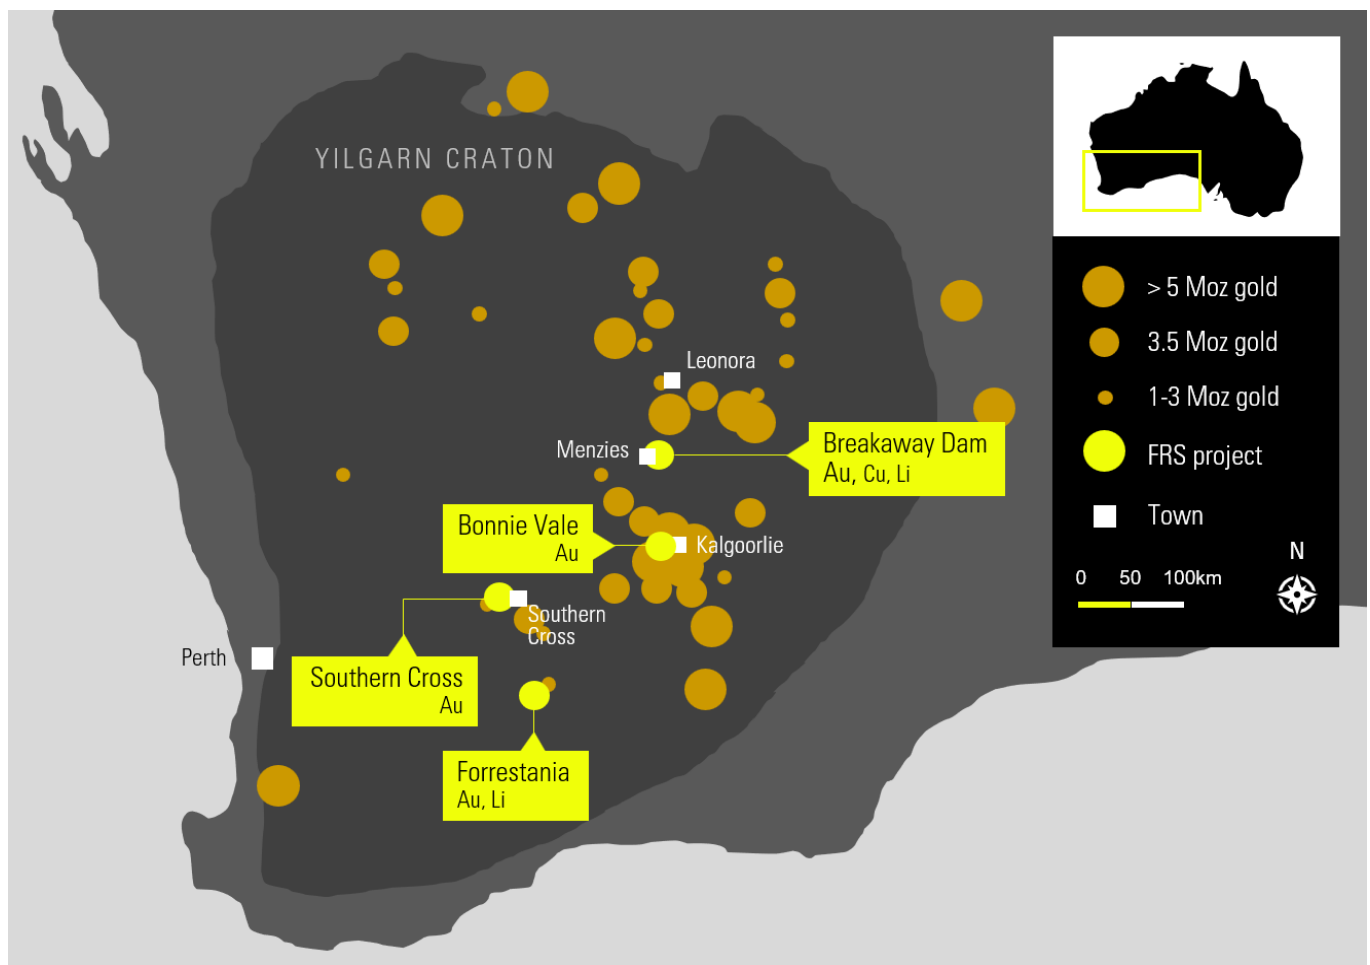 YILGARN CRATON
> 5 Moz gold
3.5 Moz gold
1-3 Moz gold
FRS project
Town
0 50 100km
N
Leonora
Menzies
Breakaway Dam
Au, Cu, Li
Bonnie Vale
Au
Kalgoorlie
Southern
Cross
Perth
Southern Cross
Au
Forrestania
Au, Li